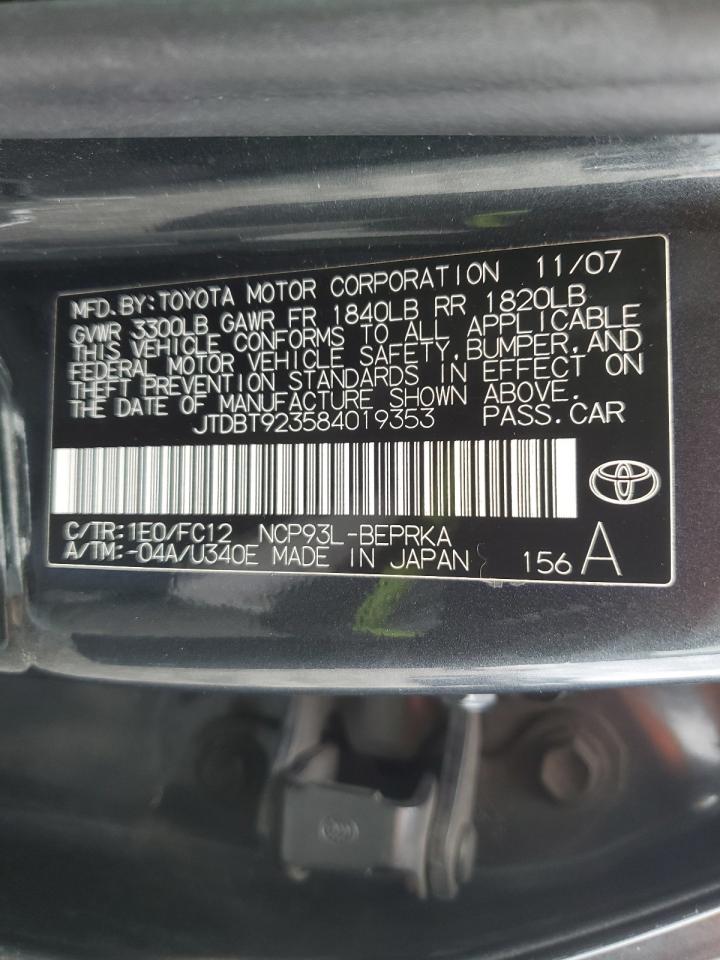 MFD.BY:TOYOTA MOTOR CORPORATION 11/07
GVWR 3300LB GAWR FR 1840LB RR 1820LB
THIS VEHICLE CONFORMS TO ALL APPLICABLE
FEDERAL MOTOR VEHICLE SAFETY,BUMPER,AND
THEFT PREVENTION STANDARDS IN EFFECT ON
THE DATE OF MANUFACTURE SHOWN ABOVE.
JTDBT923584019353 PASS.CAR
C/TR:1E0/FC12 NCP93L-BEPRKA
A/TM:-04A/U340E MADE IN JAPAN 156 A